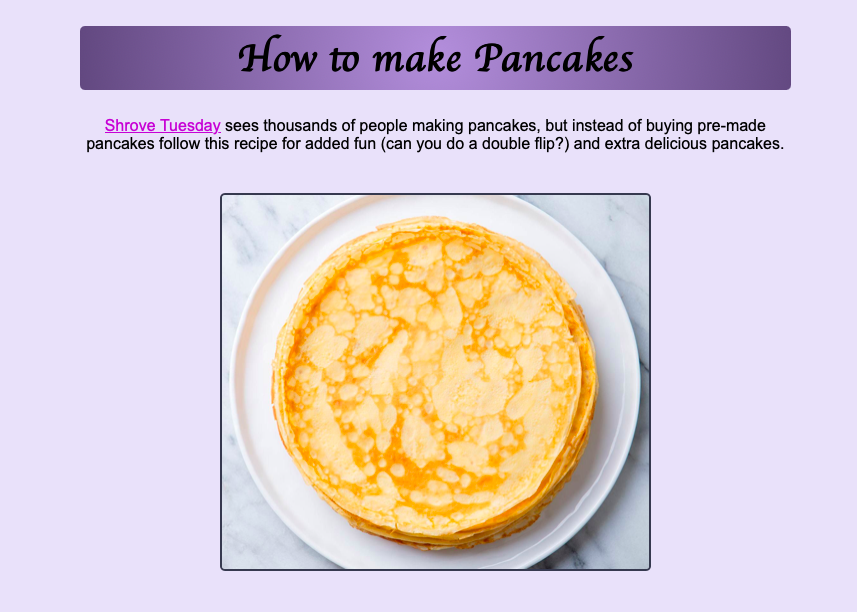 How to make Pancakes
Shrove Tuesday sees thousands of people making pancakes, but instead of buying pre-made
pancakes follow this recipe for added fun (can you do a double flip?) and extra delicious pancakes.